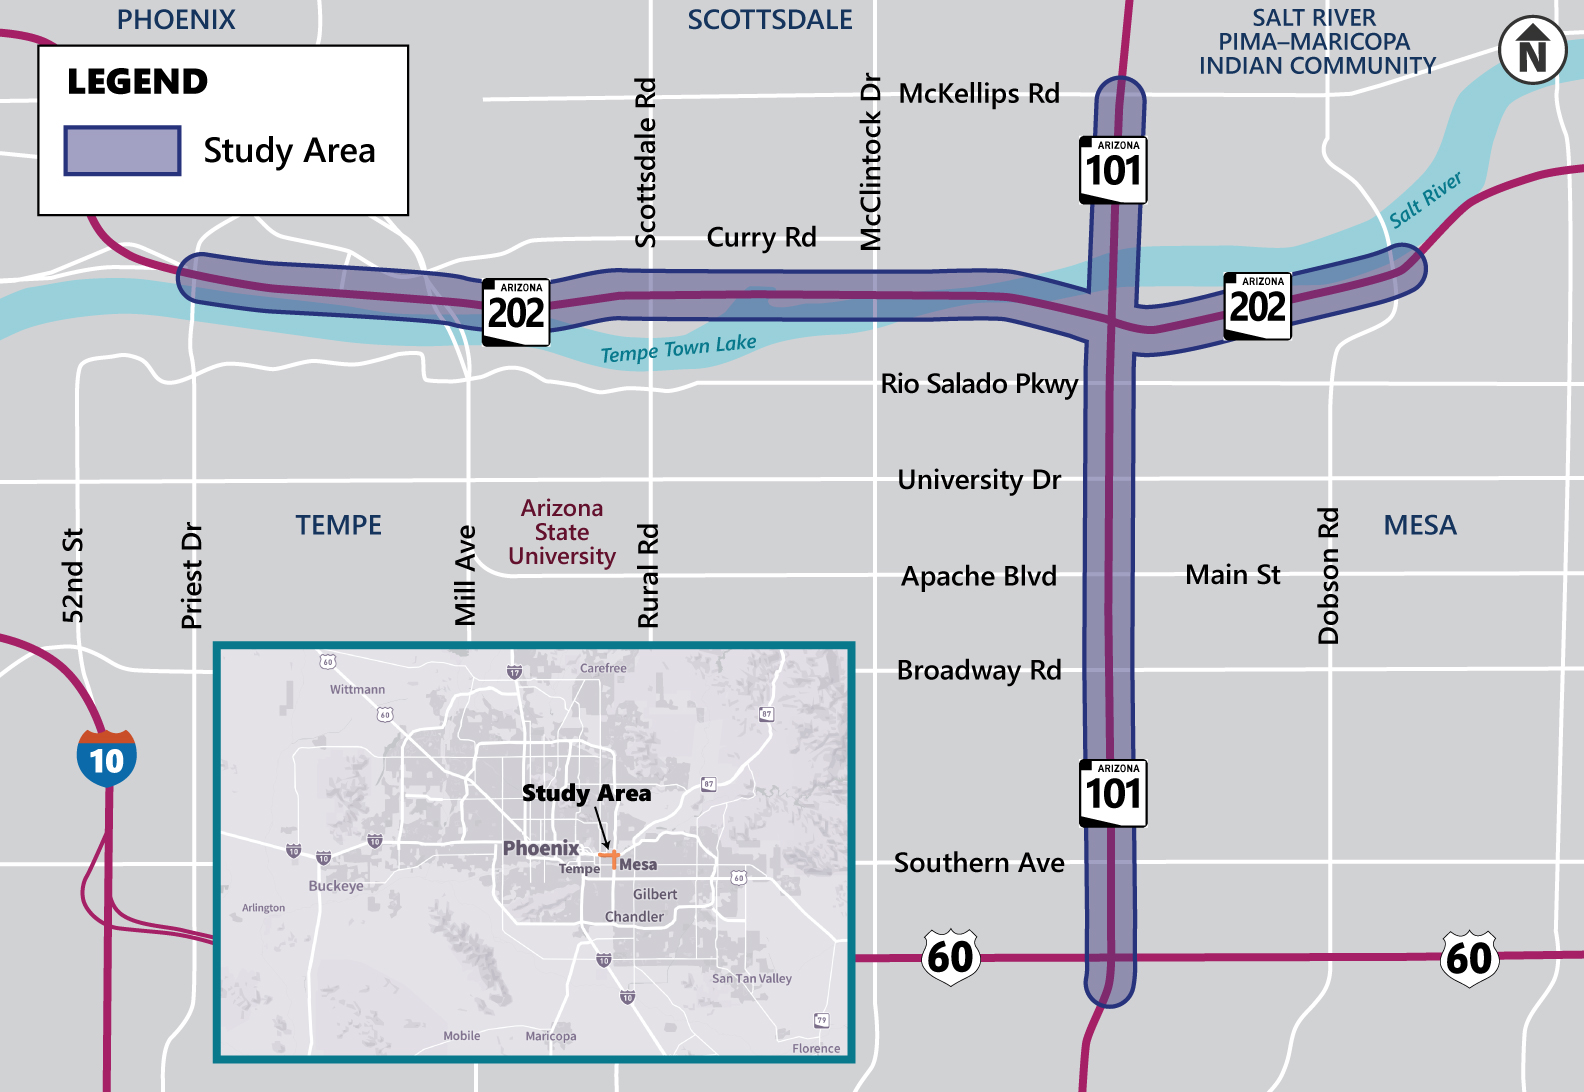 PHOENIX
SCOTTSDALE
SALT RIVER
PIMA–MARICOPA
INDIAN COMMUNITY
N
LEGEND
Study Area
Scottsdale Rd
McClintock Dr
McKellips Rd
ARIZONA
101
Salt River
Curry Rd
ARIZONA
202
ARIZONA
202
Tempe Town Lake
Rio Salado Pkwy
University Dr
TEMPE
Arizona
State
University
MESA
52nd St
Priest Dr
Mill Ave
Rural Rd
Apache Blvd
Main St
Dobson Rd
Broadway Rd
10
ARIZONA
101
Southern Ave
60
60
60
Wittmann
17
Carefree
60
87
87
Study Area
Phoenix
Tempe
Mesa
10
10
10
Buckeye
Arlington
60
Gilbert
Chandler
10
San Tan Valley
10
79
Mobile
Maricopa
Florence